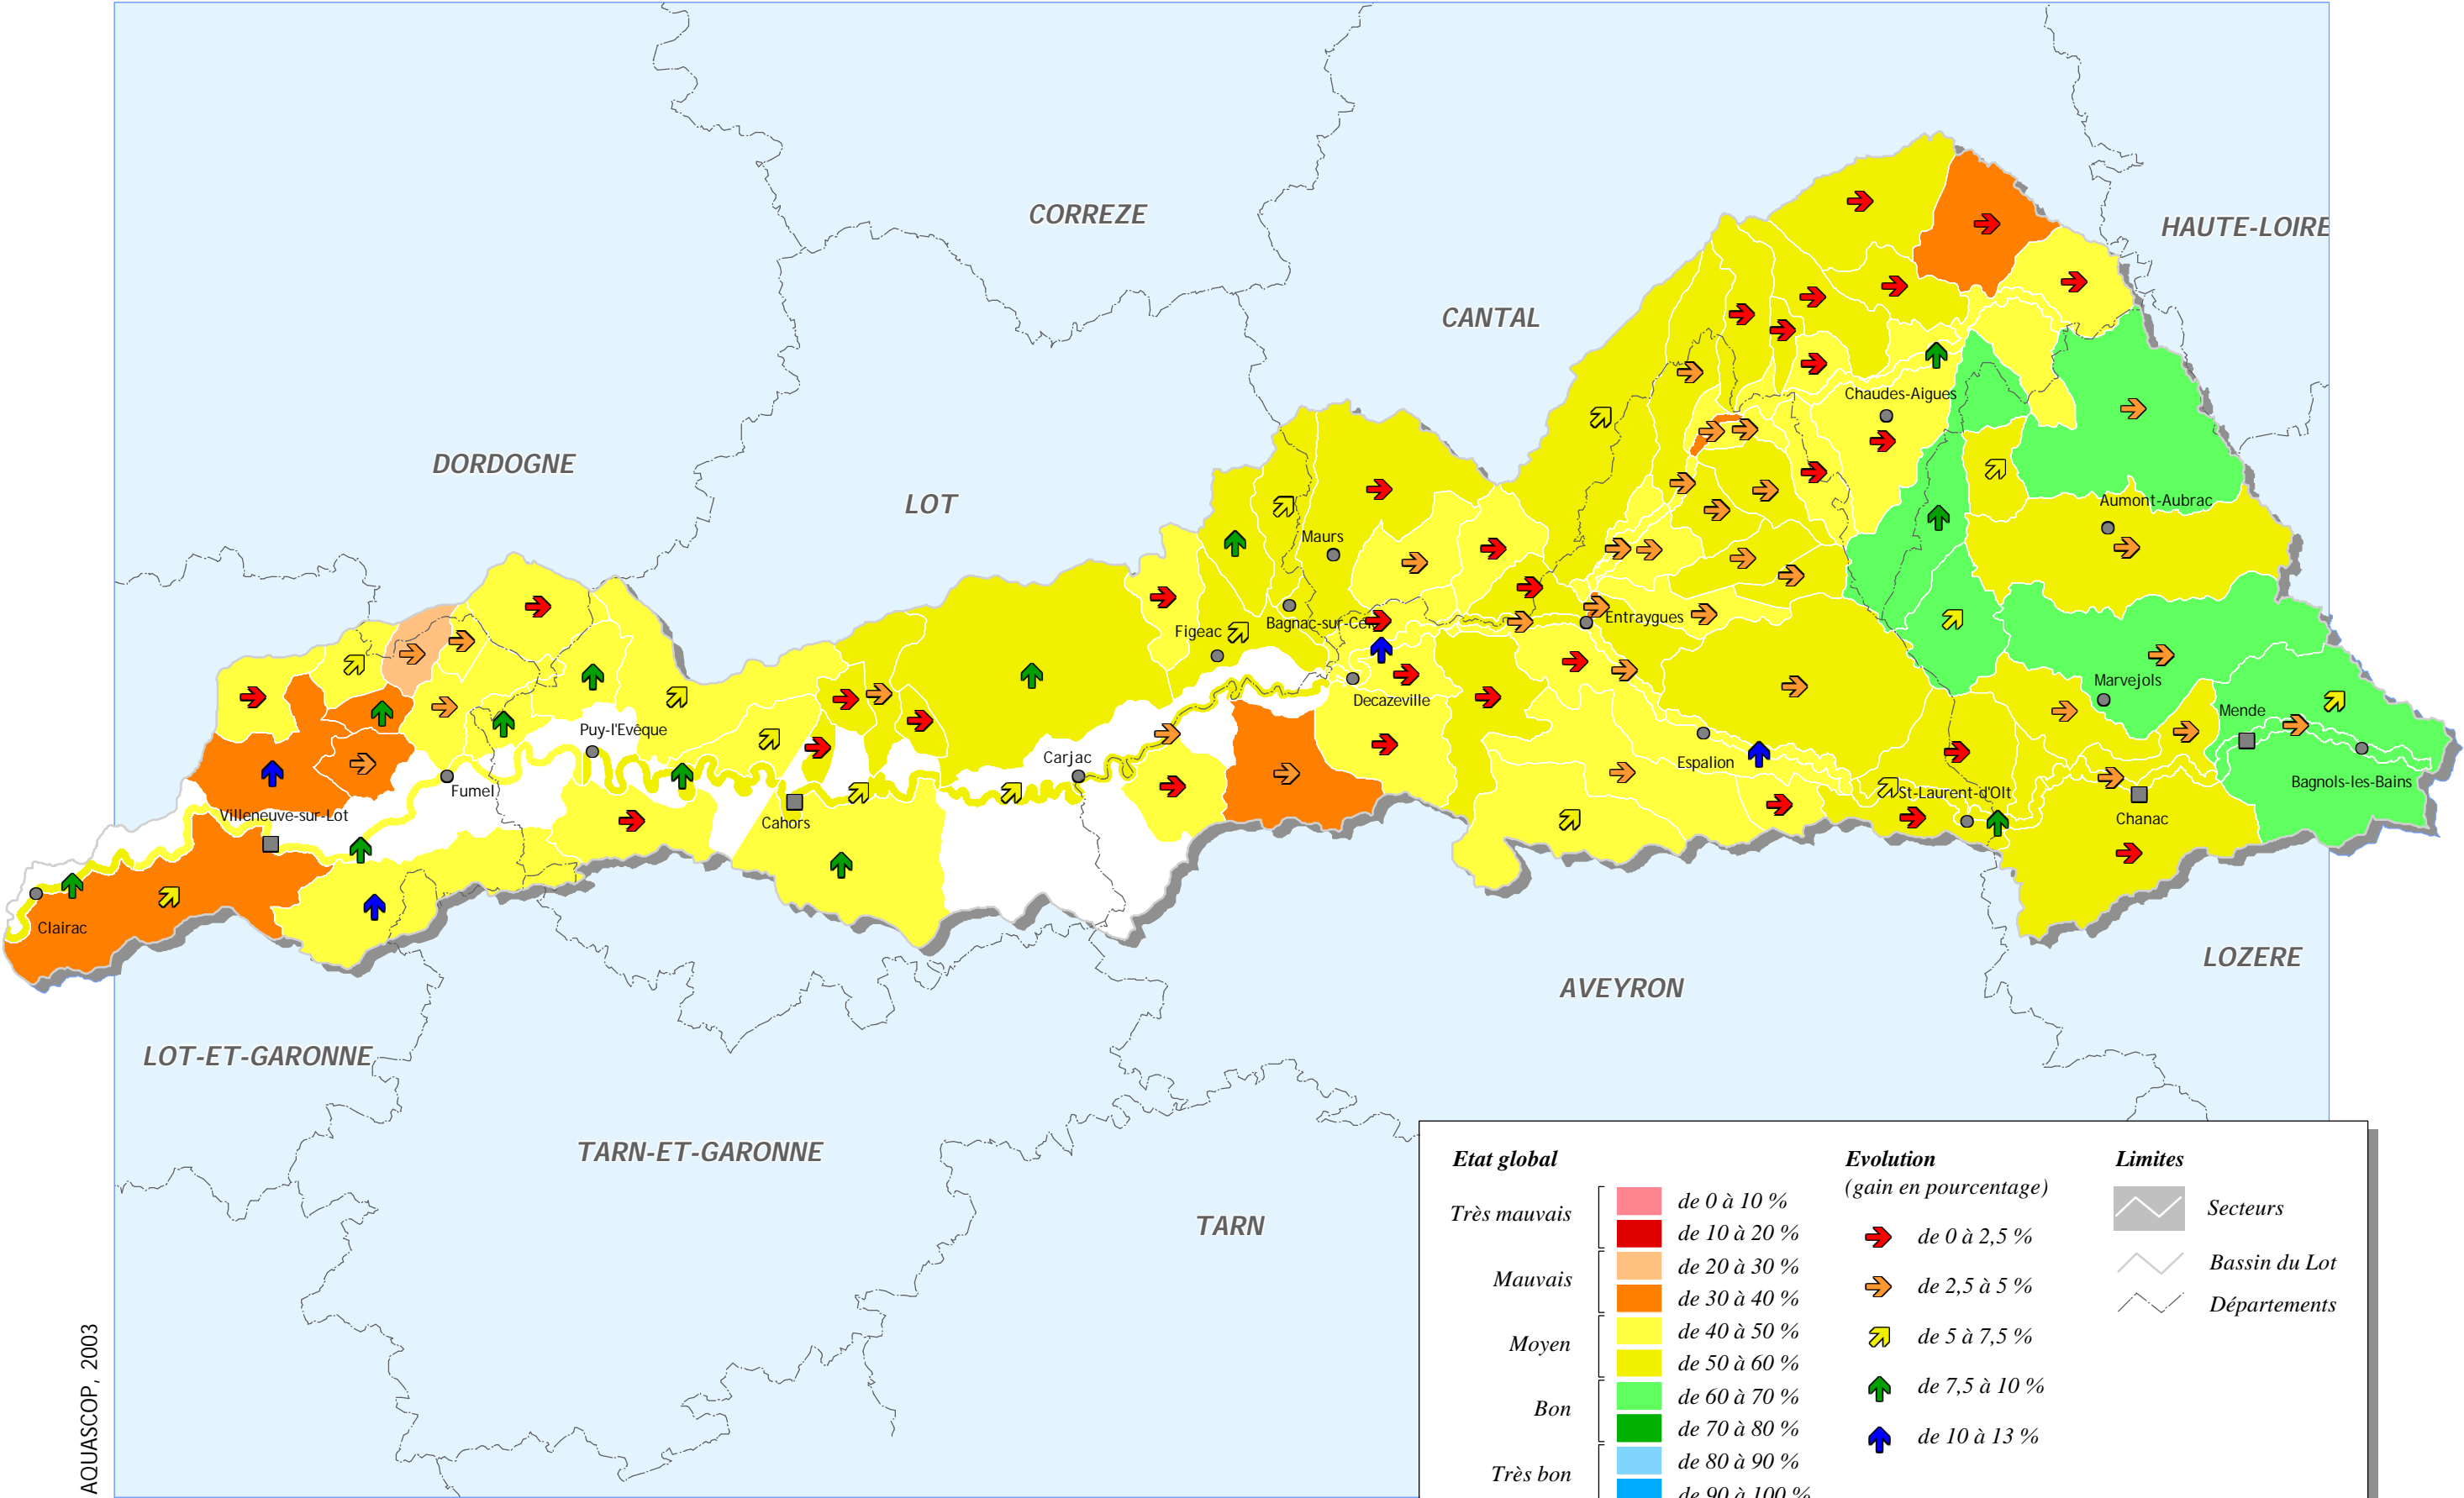 CORREZE
HAUTE-LOIRE
CANTAL
DORDOGNE
LOT
Chaudes-Aigues
Aumont-Aubrac
Maurs
Figeac
Bagnac-sur-Célé
Entraygues
Marvejols
Decazeville
Mende
Puy-l'Evêque
Carjac
Espalion
Bagnols-les-Bains
Fumel
St-Laurent-d'Olt
Villeneuve-sur-Lot
Cahors
Chanac
Clairac
LOZERE
AVEYRON
LOT-ET-GARONNE
TARN-ET-GARONNE
TARN
AQUASCOP, 2003
Etat global
Très mauvais
de 0 à 10 %
de 10 à 20 %
Mauvais
de 20 à 30 %
de 30 à 40 %
Moyen
de 40 à 50 %
de 50 à 60 %
Bon
de 60 à 70 %
de 70 à 80 %
Très bon
de 80 à 90 %
de 90 à 100 %
Evolution
(gain en pourcentage)
de 0 à 2,5 %
de 2,5 à 5 %
de 5 à 7,5 %
de 7,5 à 10 %
de 10 à 13 %
Limites
Secteurs
Bassin du Lot
Départements